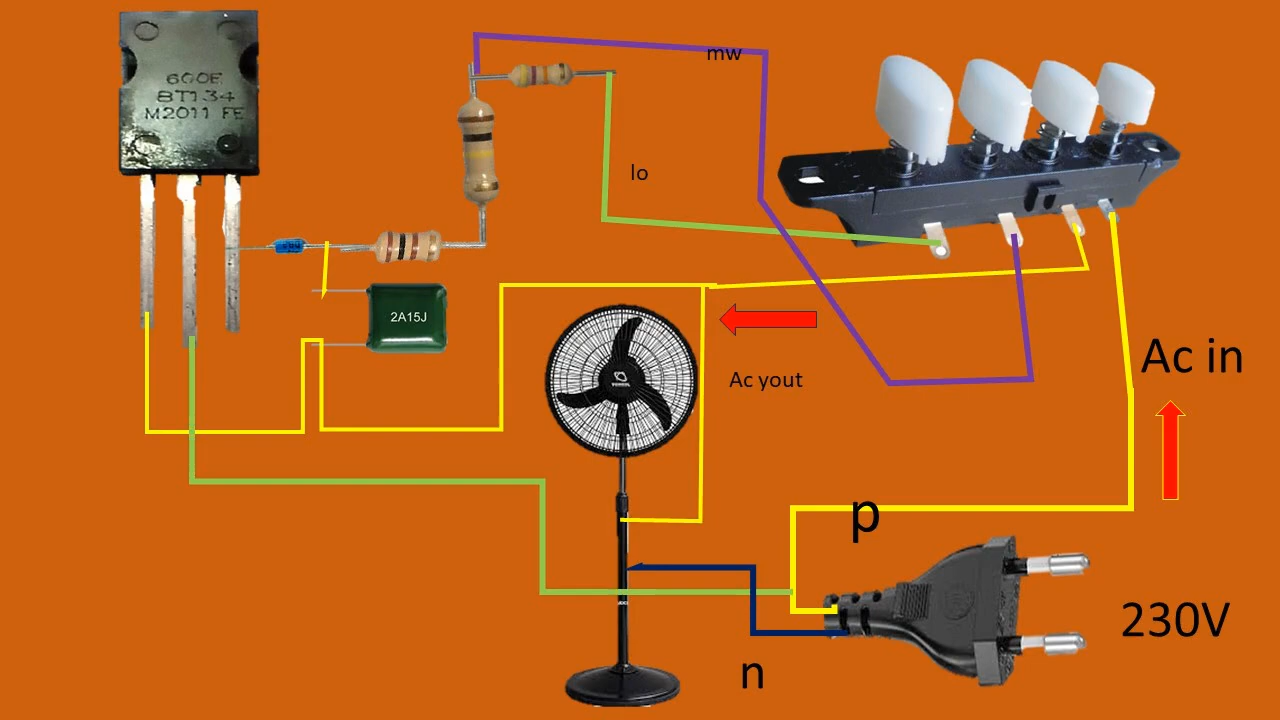 600E
BT134
M2011 FE
mw
lo
2A15J
Ac yout
Ac in
p
230V
n